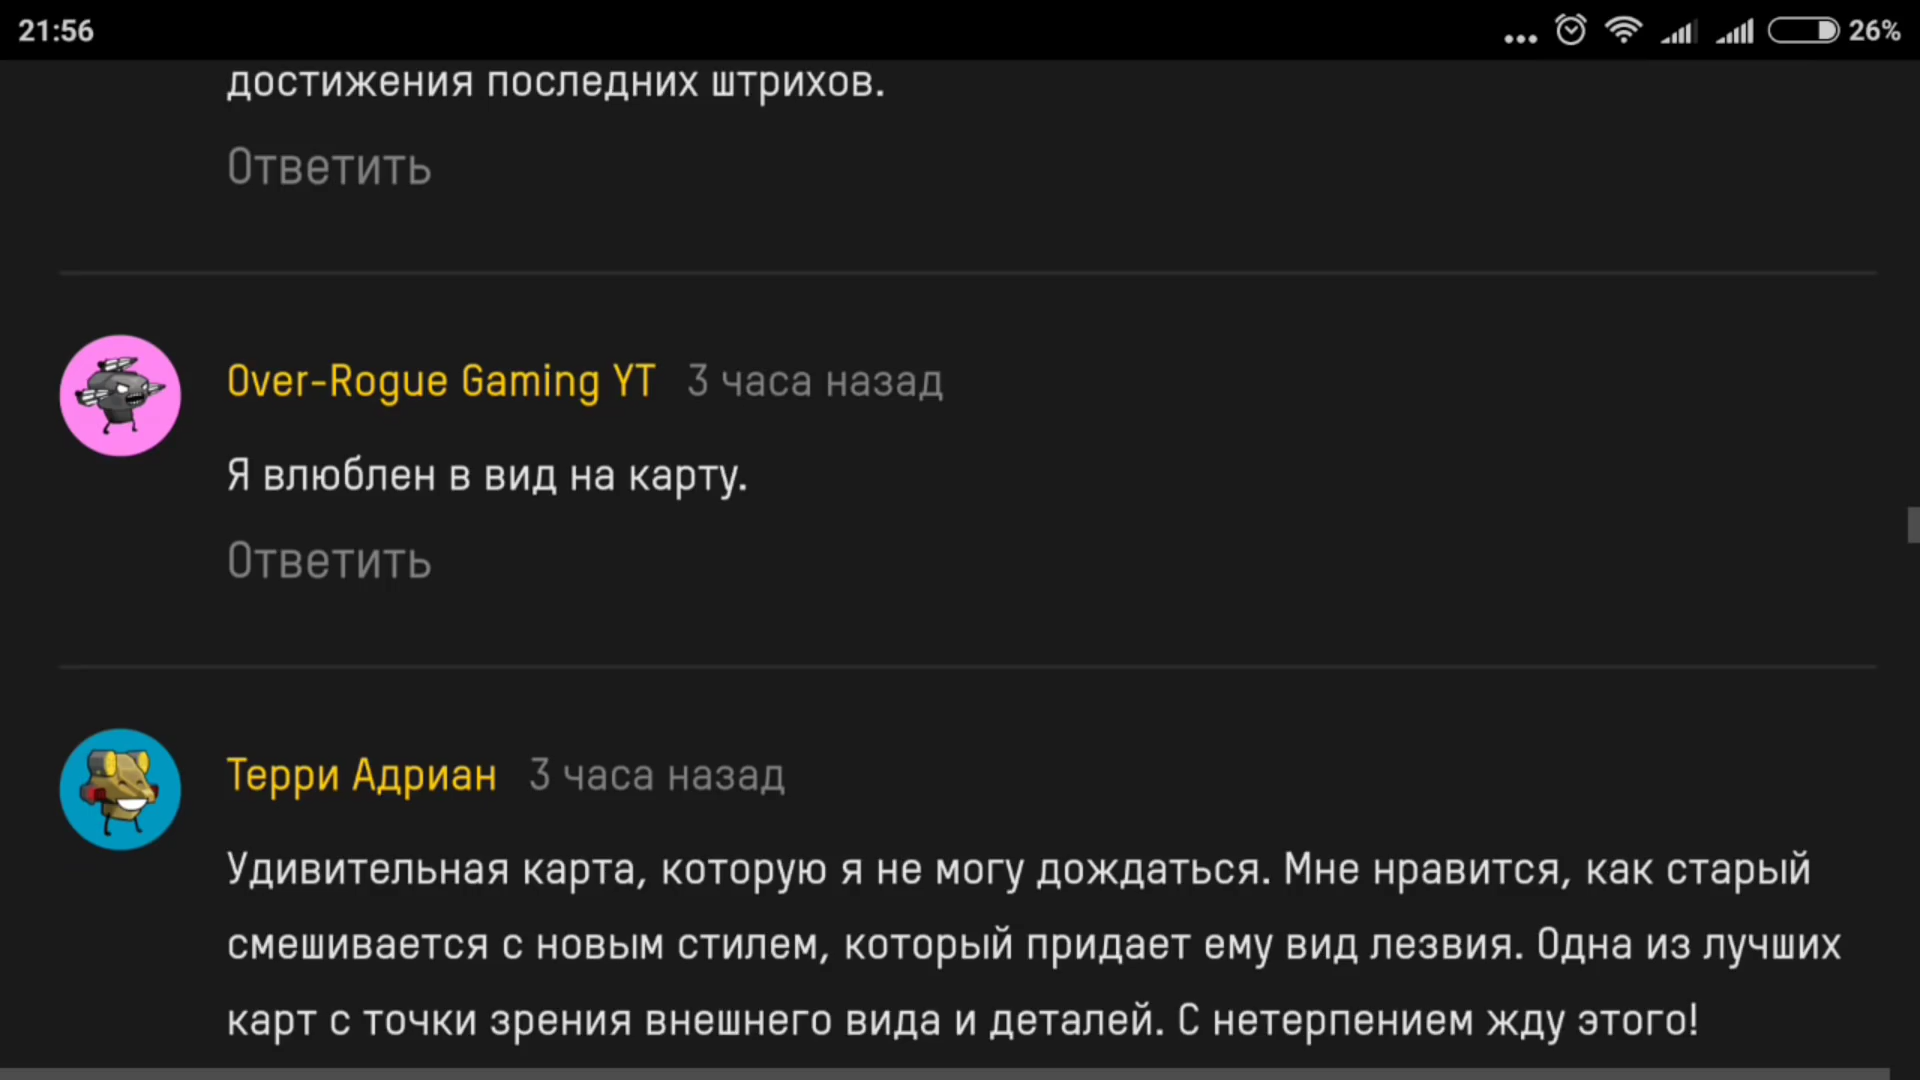 21:56
26%
достижения последних штрихов.
Ответить
Over-Rogue Gaming YT 3 часа назад
Я влюблен в вид на карту.
Ответить
Терри Адриан 3 часа назад
Удивительная карта, которую я не могу дождаться. Мне нравится, как старый
смешивается с новым стилем, который придает ему вид лезвия. Одна из лучших
карт с точки зрения внешнего вида и деталей. С нетерпением жду этого!